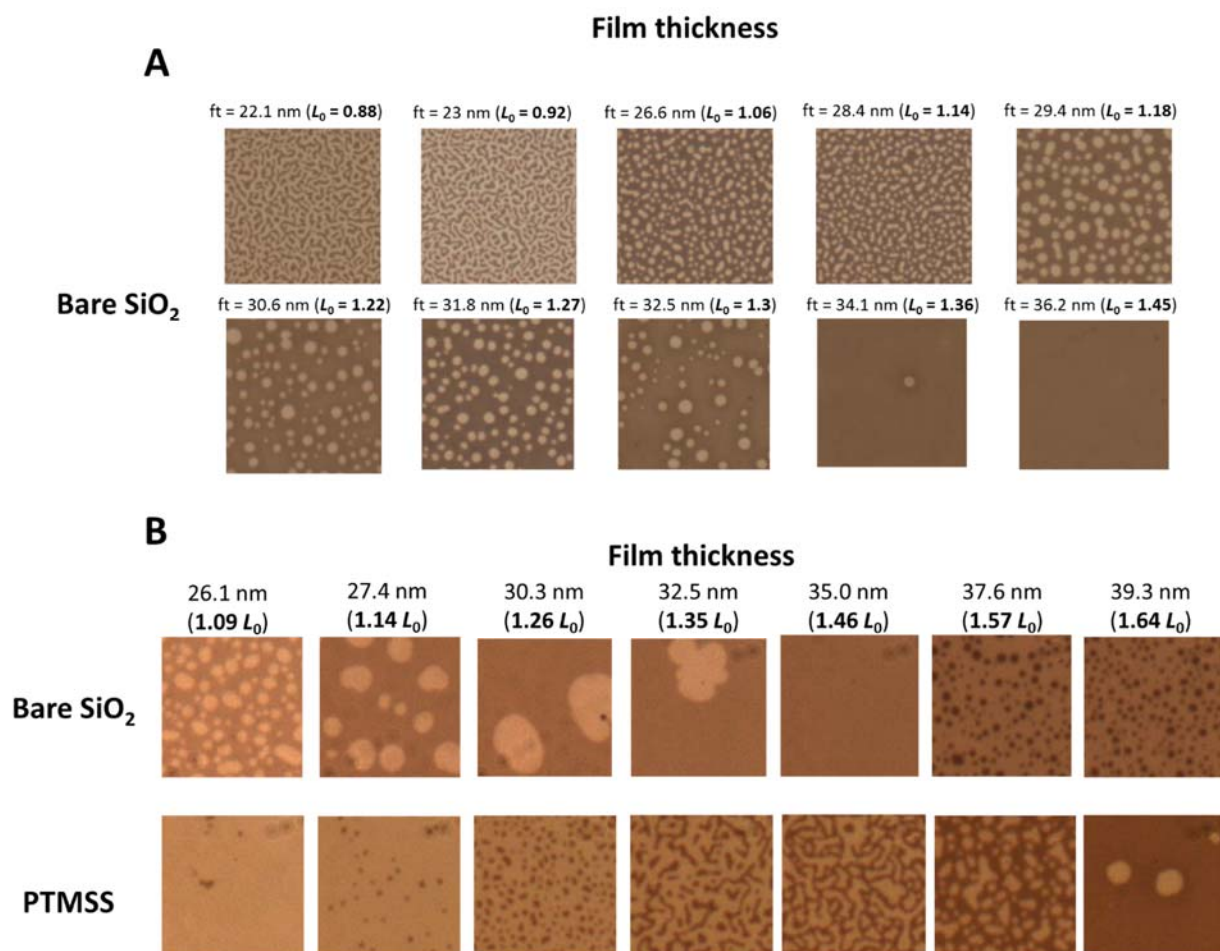 Film thickness
A
ft = 22.1 nm (L₀ = 0.88) ft = 23 nm (L₀ = 0.92) ft = 26.6 nm (L₀ = 1.06) ft = 28.4 nm (L₀ = 1.14) ft = 29.4 nm (L₀ = 1.18)
Bare SiO₂
ft = 30.6 nm (L₀ = 1.22) ft = 31.8 nm (L₀ = 1.27) ft = 32.5 nm (L₀ = 1.3) ft = 34.1 nm (L₀ = 1.36) ft = 36.2 nm (L₀ = 1.45)
B
Film thickness
26.1 nm 27.4 nm 30.3 nm 32.5 nm 35.0 nm 37.6 nm 39.3 nm
(1.09 L₀) (1.14 L₀) (1.26 L₀) (1.35 L₀) (1.46 L₀) (1.57 L₀) (1.64 L₀)
Bare SiO₂
PTMSS